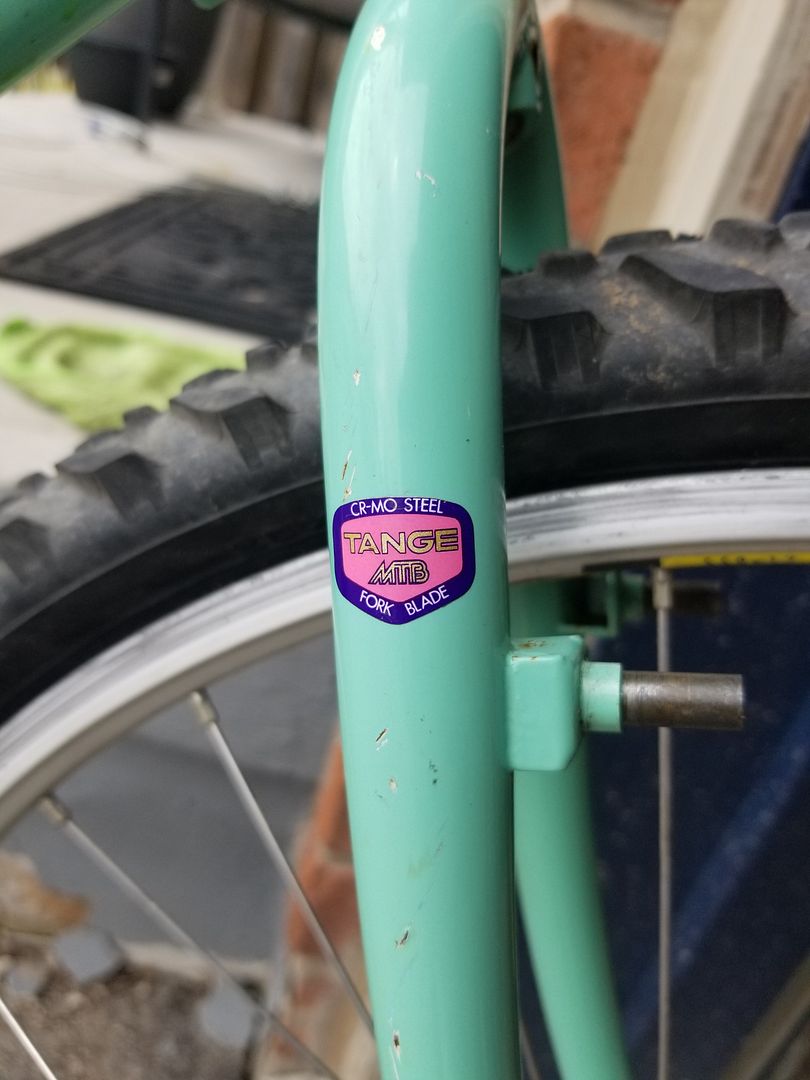 CR-MO STEEL
TANGE
MTB
FORK BLADE